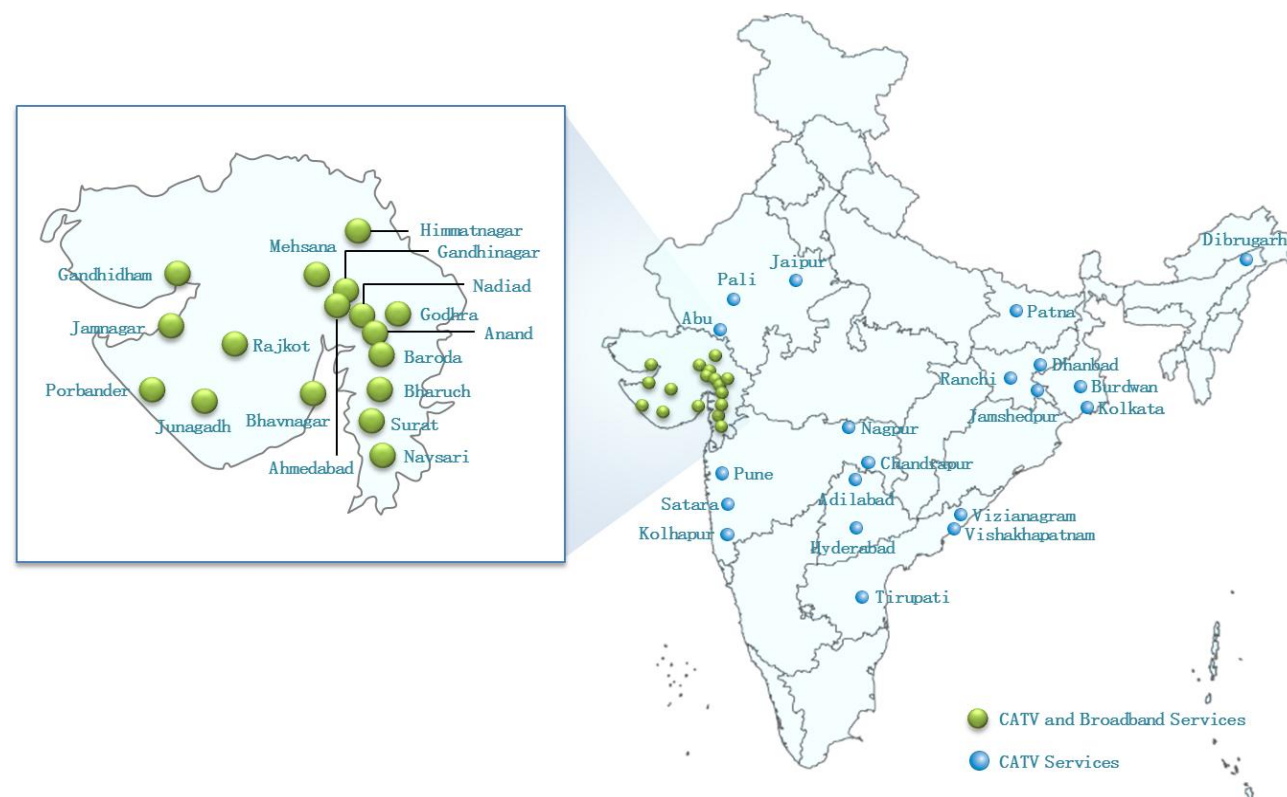 Himmatnagar
Mehsana
Gandhinagar
Gandhidham
Nadiad
Godhra
Jamnagar
Anand
Rajkot
Baroda
Porbander
Bharuch
Junagadh
Bhavnagar
Surat
Navsari
Ahmedabad
Dibrugarh
Jaipur
Pali
Abu
Patna
Dhanbad
Ranchi
Burdwan
Kolkata
Jamshedpur
Nagpur
Chandrapur
Pune
Adilabad
Satara
Vizianagram
Kolhapur
Vishakhapatnam
Hyderabad
Tirupati
CATV and Broadband Services
CATV Services